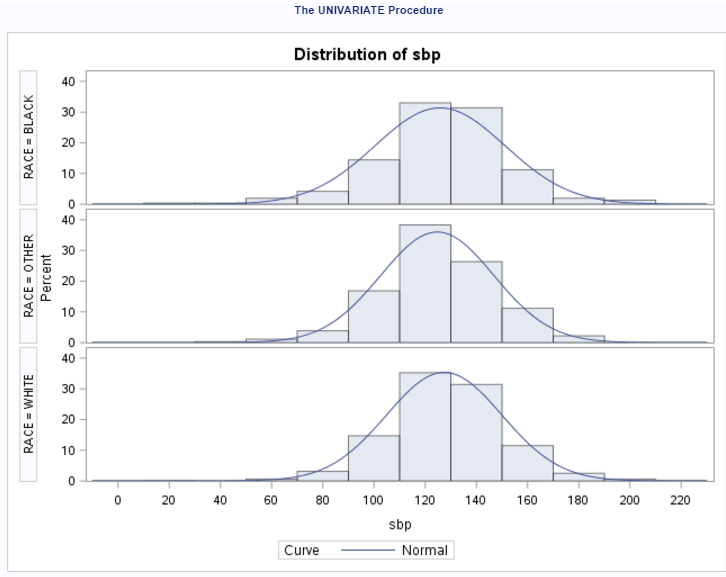 The UNIVARIATE Procedure
Distribution of sbp
Percent
RACE = BLACK
40
30
20
10
0
RACE = OTHER
40
30
20
10
0
RACE = WHITE
40
30
20
10
0
0 20 40 60 80 100 120 140 160 180 200 220
sbp
Curve Normal